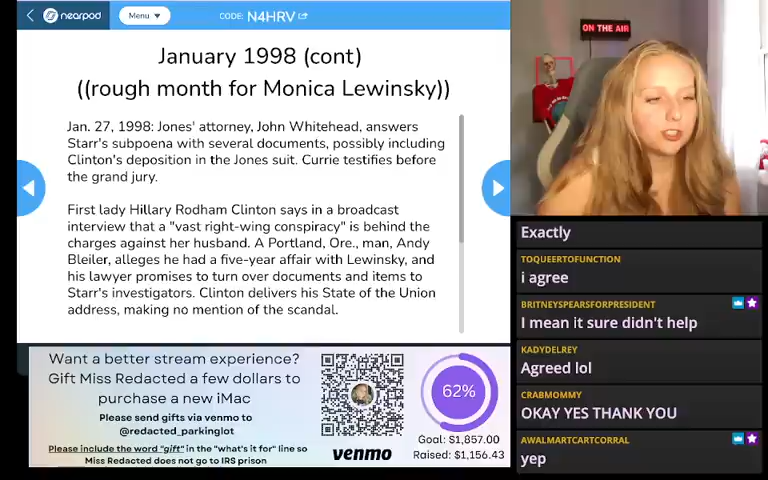 nearpod
Menu
CODE: N4HRV
January 1998 (cont)
((rough month for Monica Lewinsky))
Jan. 27, 1998: Jones' attorney, John Whitehead, answers
Starr's subpoena with several documents, possibly including
Clinton's deposition in the Jones suit. Currie testifies before
the grand jury.
First lady Hillary Rodham Clinton says in a broadcast
interview that a "vast right-wing conspiracy" is behind the
charges against her husband. A Portland, Ore., man, Andy
Bleiler, alleges he had a five-year affair with Lewinsky, and
his lawyer promises to turn over documents and items to
Starr's investigators. Clinton delivers his State of the Union
address, making no mention of the scandal.
Want a better stream experience?
Gift Miss Redacted a few dollars to
purchase a new iMac
Please send gifts via venmo to
@redacted_parkinglot
Please include the word "gift" in the "what's it for" line so
Miss Redacted does not go to IRS prison
venmo
62%
Goal: $1,857.00
Raised: $1,156.43
ON THE AIR
Exactly
TOQUEERTOFUNCTION
i agree
BRITNEYSPEARSFORPRESIDENT
I mean it sure didn't help
KADYDELREY
Agreed lol
CRABMOMMY
OKAY YES THANK YOU
AWALMARTCARTCORRAL
yep